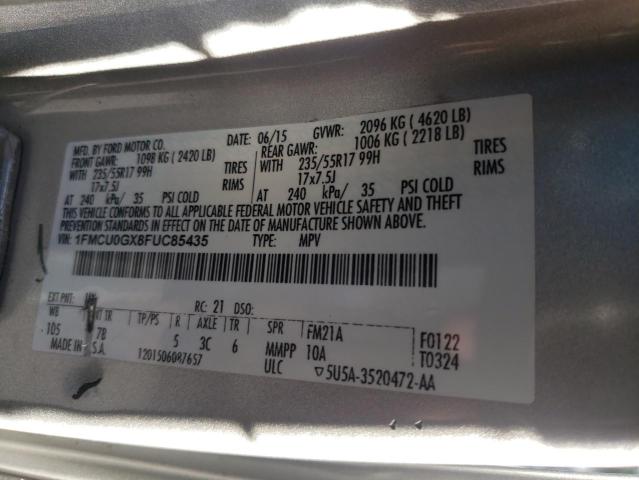 MFD. BY FORD MOTOR CO.
DATE: 06/15 GVWR: 2096 KG ( 4620 LB)
FRONT GAWR: 1098 KG ( 2420 LB)
REAR GAWR: 1006 KG ( 2218 LB)
WITH 235/55R17 99H TIRES
WITH 235/55R17 99H TIRES
17x7.5J RIMS
17x7.5J RIMS
AT 240 kPa/ 35 PSI COLD
AT 240 kPa/ 35 PSI COLD
THIS VEHICLE CONFORMS TO ALL APPLICABLE FEDERAL MOTOR VEHICLE SAFETY AND THEFT
PREVENTION STANDARDS IN EFFECT ON THE DATE OF MANUFACTURE SHOWN ABOVE.
VIN: 1FMCU0GX8FUC85435 TYPE: MPV
EXT PNT: RC: 21 DSO:
WB TR TP/PS R AXLE TR SPR FM21A F0122
105 7B 5 3C 6 MMPP 10A T0324
MADE IN U.S.A. 1201506087657 ULC 5U5A-3520472-AA